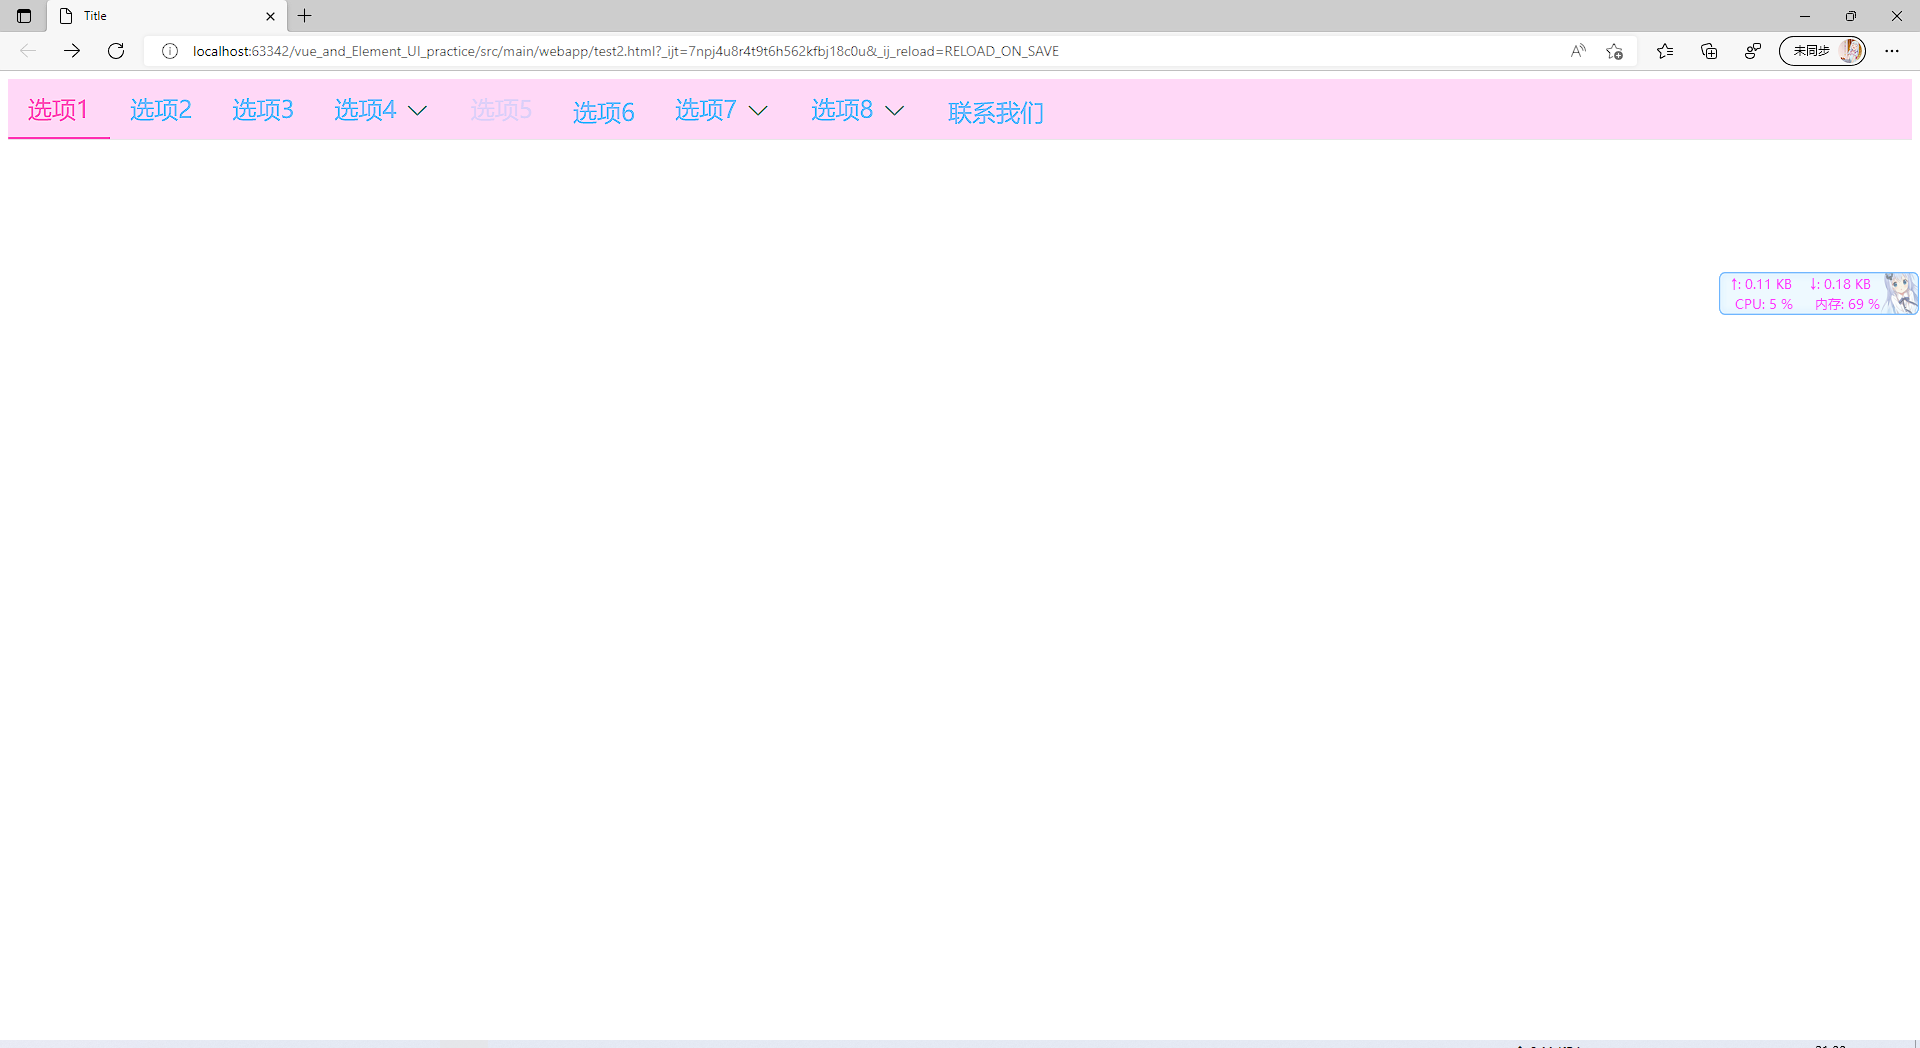 Title
localhost:63342/vue_and_Element_UI_practice/src/main/webapp/test2.html?_ijt=7npj4u8r4t9t6h562kfbj18c0u&_ij_reload=RELOAD_ON_SAVE
未同步
选项1 选项2 选项3 选项4 选项5 选项6 选项7 选项8 联系我们
↑: 0.11 KB ↓: 0.18 KB
CPU: 5 % 内存: 69 %